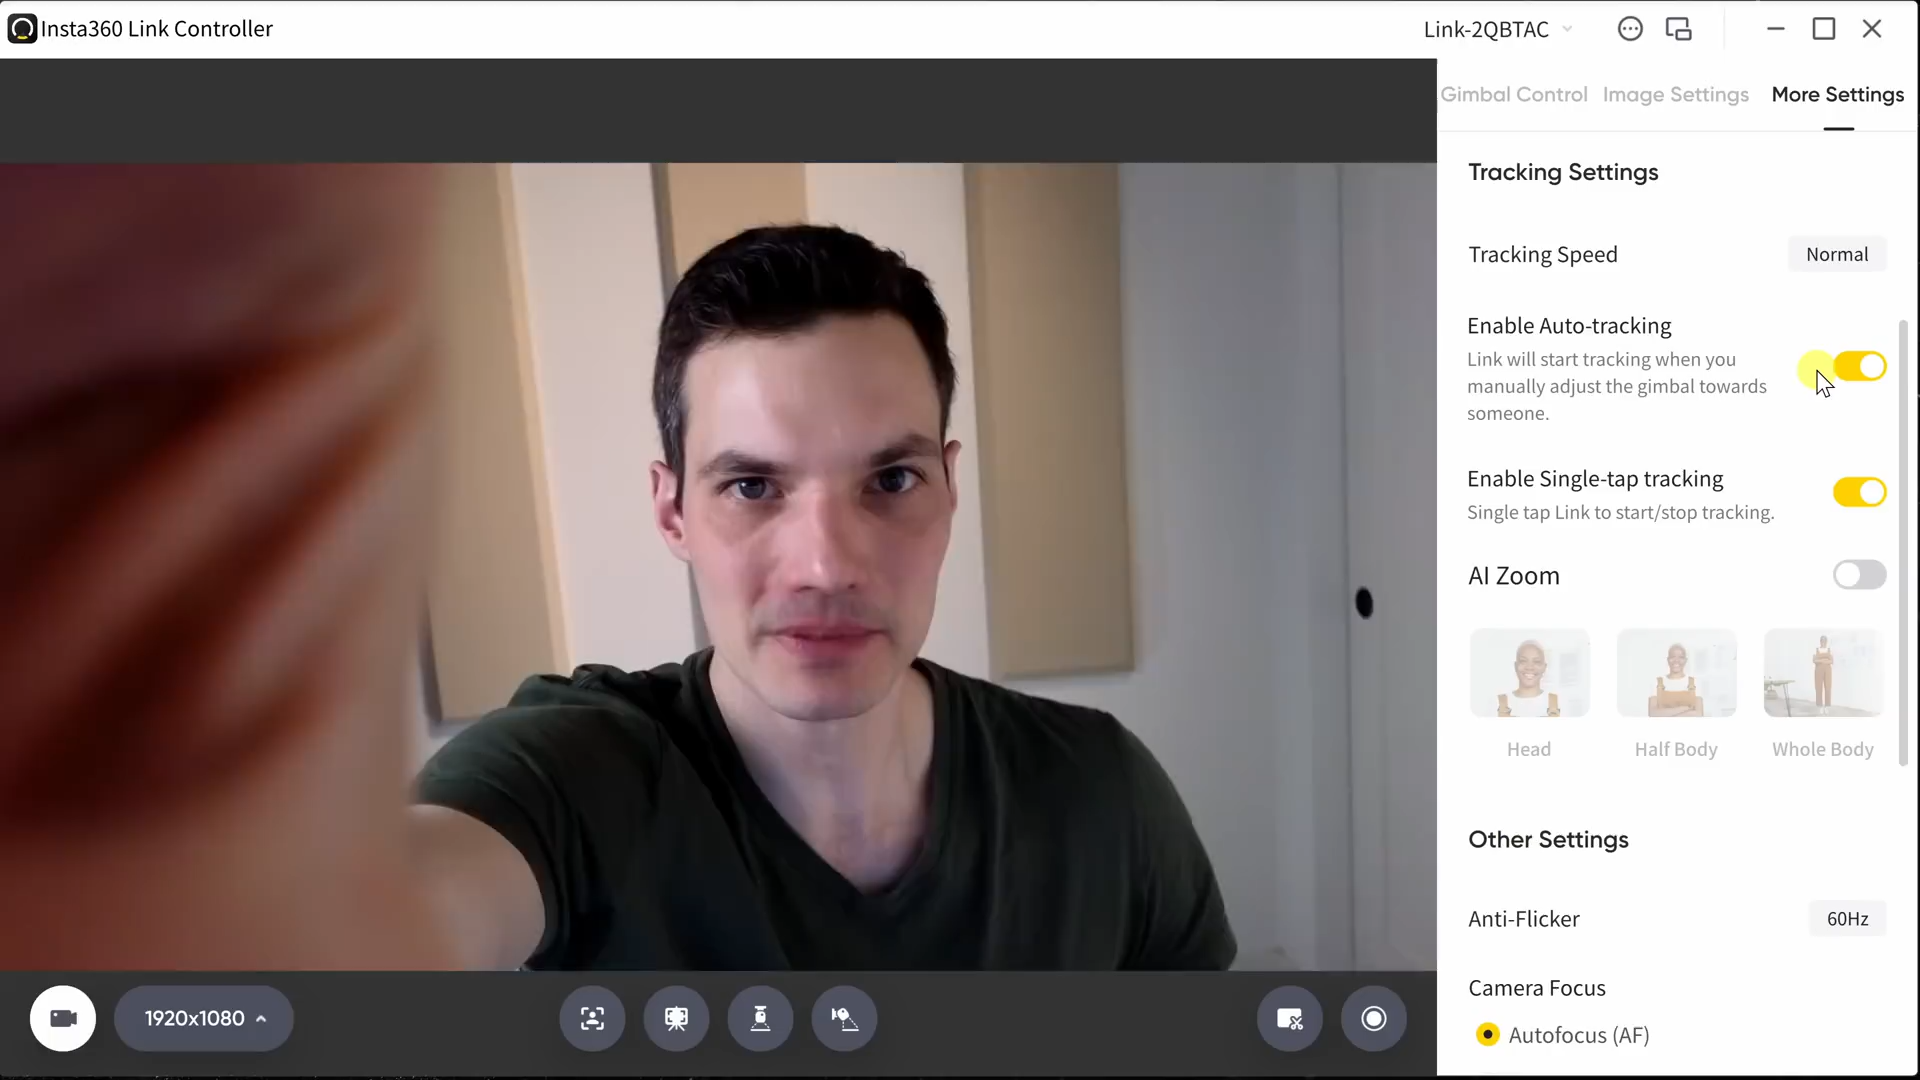 Insta360 Link Controller
Link-2QBTAC
Gimbal Control
Image Settings
More Settings
Tracking Settings
Tracking Speed
Normal
Enable Auto-tracking
Link will start tracking when you
manually adjust the gimbal towards
someone.
Enable Single-tap tracking
Single tap Link to start/stop tracking.
AI Zoom
Head
Half Body
Whole Body
Other Settings
Anti-Flicker
60Hz
Camera Focus
Autofocus (AF)
1920x1080